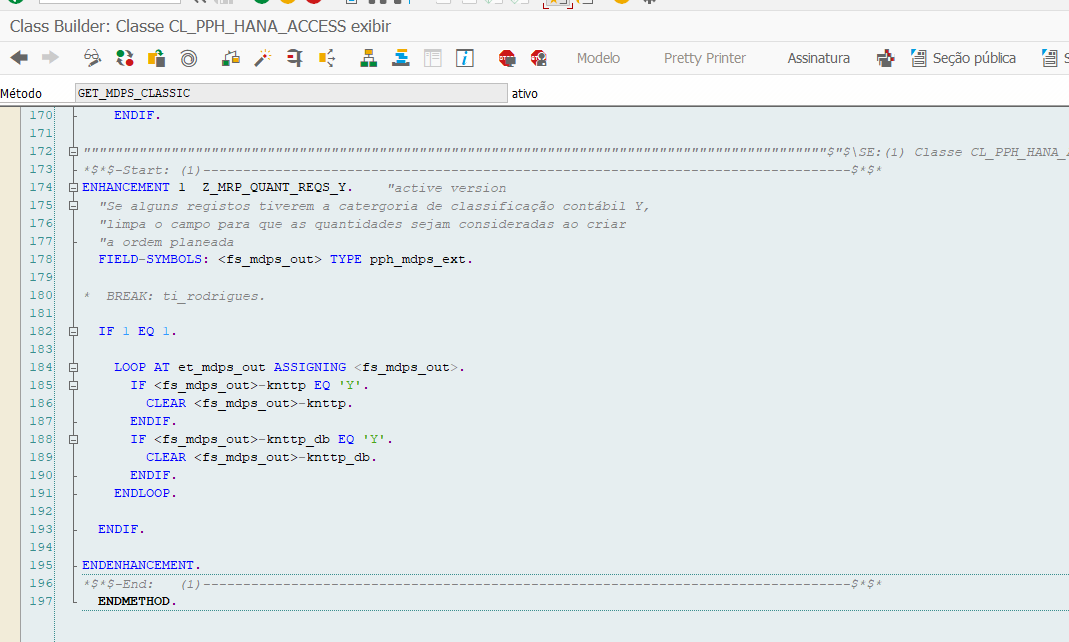 Class Builder: Classe CL_PPH_HANA_ACCESS exibir
Modelo Pretty Printer Assinatura Seção pública S
Método GET_MDPS_CLASSIC ativo
170 ENDIF.
171
172 """""""""""""""""""""""""""""""""""""""""""""""""""""""""""""""""""""""""""""""""""""""""""""$"$\SE:(1) Classe CL_PPH_HANA_
173 *$*$-Start: (1)---------------------------------------------------------------------------------$*$*
174 ENHANCEMENT 1  Z_MRP_QUANT_REQS_Y.    "active version
175 "Se alguns registos tiverem a catergoria de classificação contábil Y,
176 "limpa o campo para que as quantidades sejam consideradas ao criar
177 "a ordem planeada
178 FIELD-SYMBOLS: <fs_mdps_out> TYPE pph_mdps_ext.
179
180 *  BREAK: ti_rodrigues.
181
182 IF 1 EQ 1.
183
184 LOOP AT et_mdps_out ASSIGNING <fs_mdps_out>.
185 IF <fs_mdps_out>-knttp EQ 'Y'.
186 CLEAR <fs_mdps_out>-knttp.
187 ENDIF.
188 IF <fs_mdps_out>-knttp_db EQ 'Y'.
189 CLEAR <fs_mdps_out>-knttp_db.
190 ENDIF.
191 ENDLOOP.
192
193 ENDIF.
194
195 ENDENHANCEMENT.
196 *$*$-End:   (1)---------------------------------------------------------------------------------$*$*
197 ENDMETHOD.